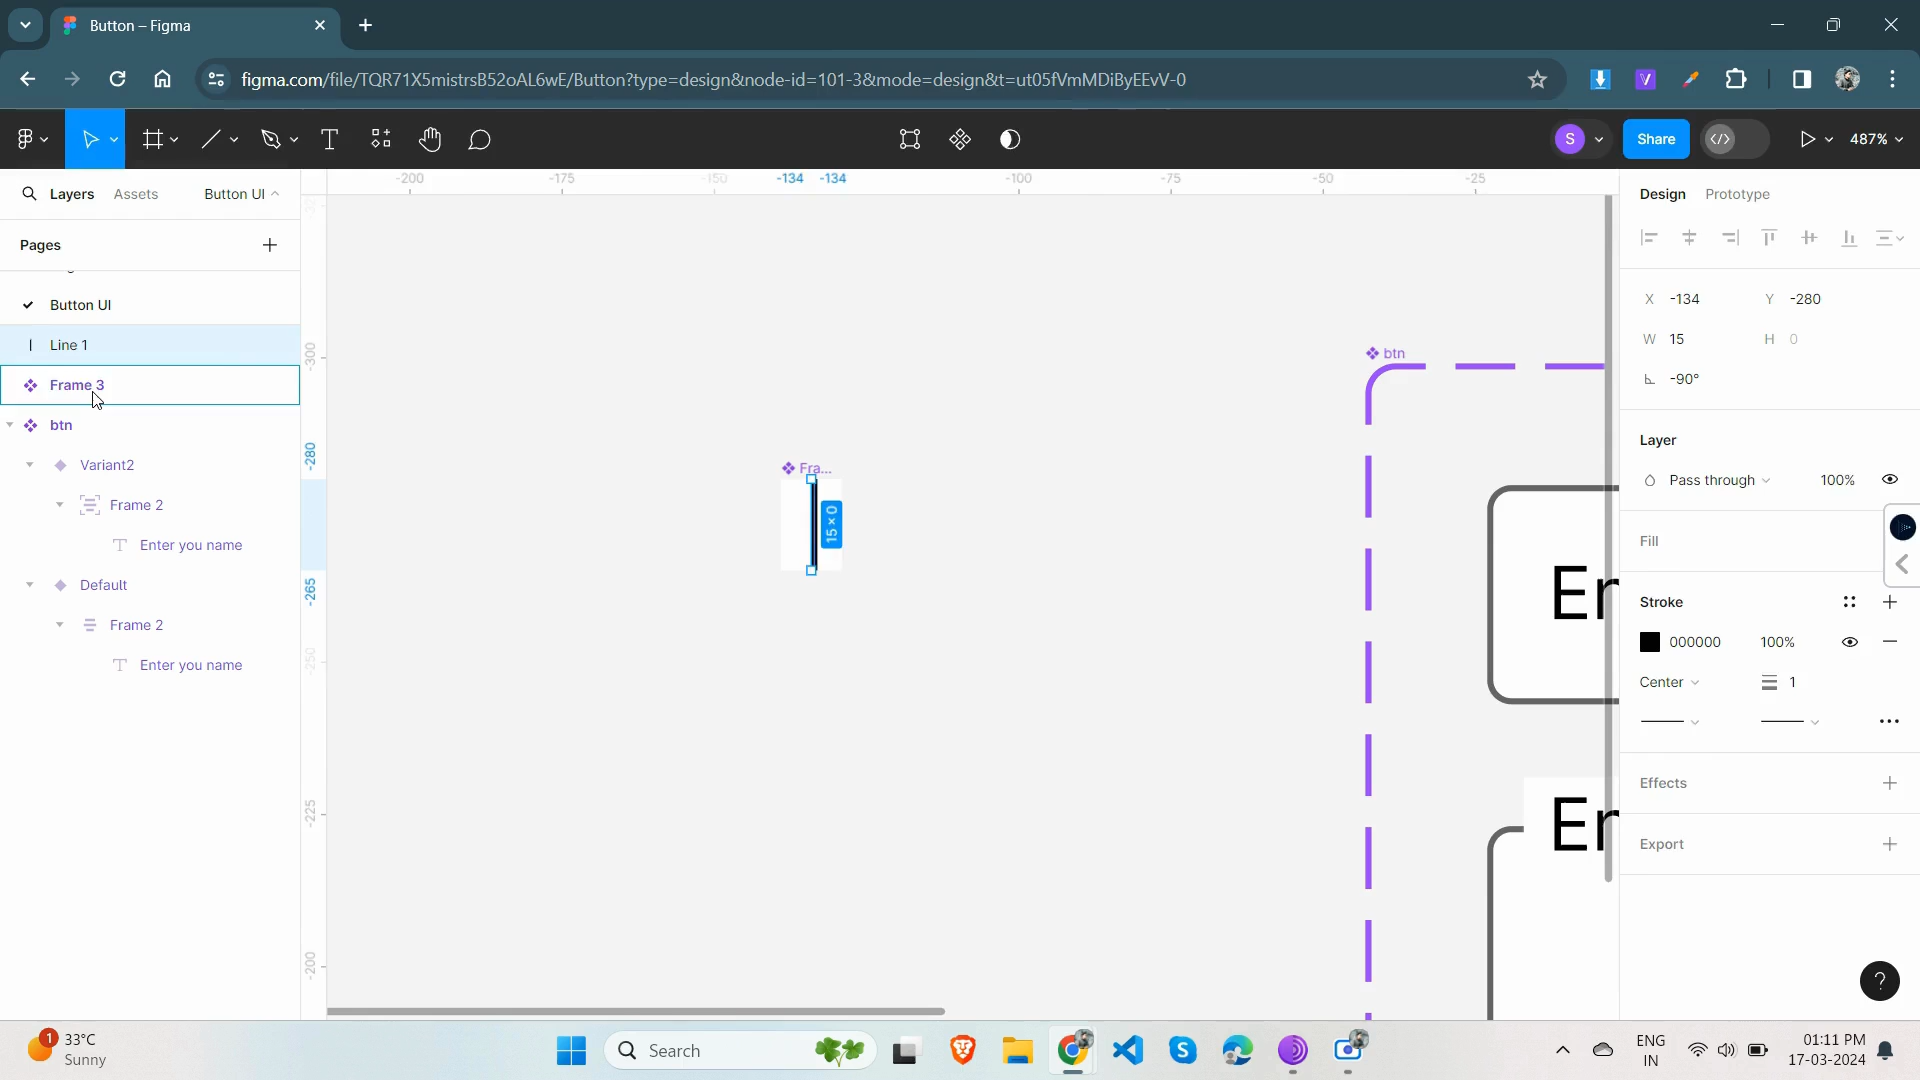 Button – Figma
figma.com/file/TQR71X5mistrsB52oAL6wE/Button?type=design&node-id=101-3&mode=design&t=ut05fVmMDiByEEvV-0
S
Share
487%
Layers
Assets
Button UI
-200
-175
-150
-134
-134
-100
-75
-50
-25
Design
Prototype
Pages
Button UI
Line 1
Frame 3
btn
Variant2
Frame 2
Enter you name
Default
Frame 2
Enter you name
-300
-280
-265
-250
-225
-200
Fra...
15 × 0
btn
En
En
X -134
Y -280
W 15
H 0
-90°
Layer
Pass through
100%
Fill
Stroke
000000
100%
Center
1
Effects
Export
?
1
33°C
Sunny
Search
ENG
IN
01:11 PM
17-03-2024